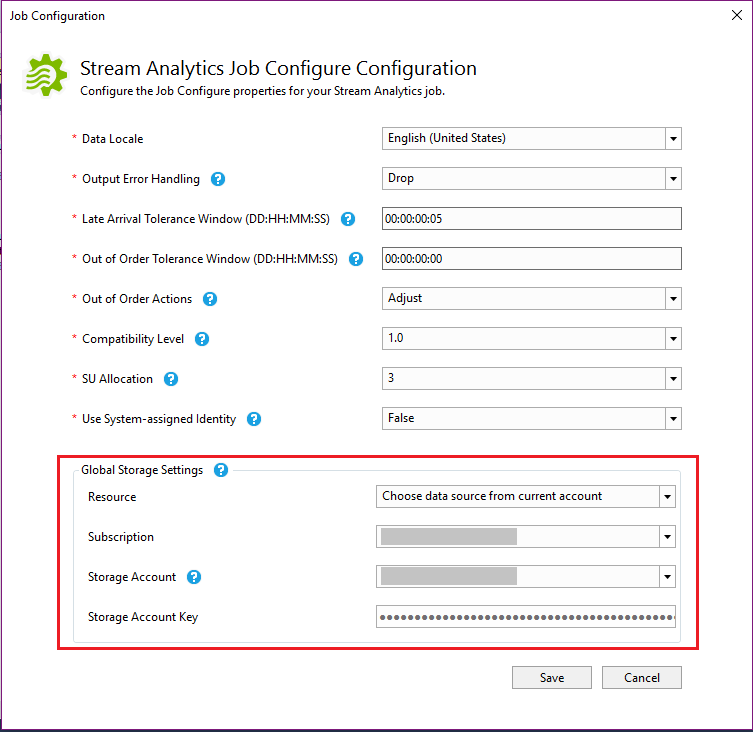 Job Configuration
Stream Analytics Job Configure Configuration
Configure the Job Configure properties for your Stream Analytics job.
* Data Locale English (United States)
* Output Error Handling ? Drop
* Late Arrival Tolerance Window (DD:HH:MM:SS) ? 00:00:00:05
* Out of Order Tolerance Window (DD:HH:MM:SS) ? 00:00:00:00
* Out of Order Actions ? Adjust
* Compatibility Level ? 1.0
* SU Allocation ? 3
* Use System-assigned Identity ? False
Global Storage Settings ?
Resource Choose data source from current account
Subscription
Storage Account ?
Storage Account Key
Save Cancel